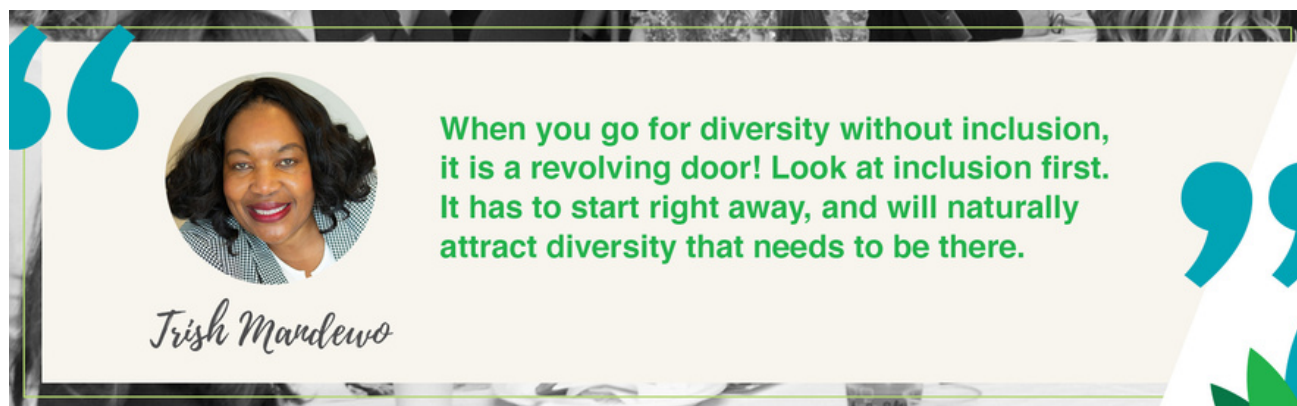 When you go for diversity without inclusion,
it is a revolving door! Look at inclusion first.
It has to start right away, and will naturally
attract diversity that needs to be there.
Trish Mandewo